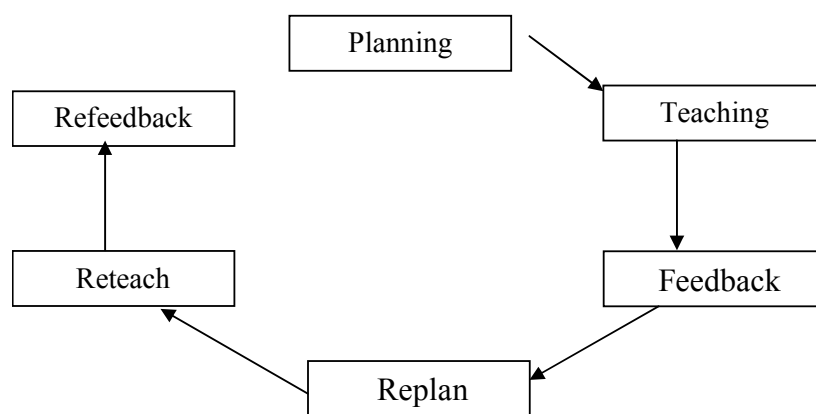 Planning
Teaching
Feedback
Replan
Reteach
Refeedback